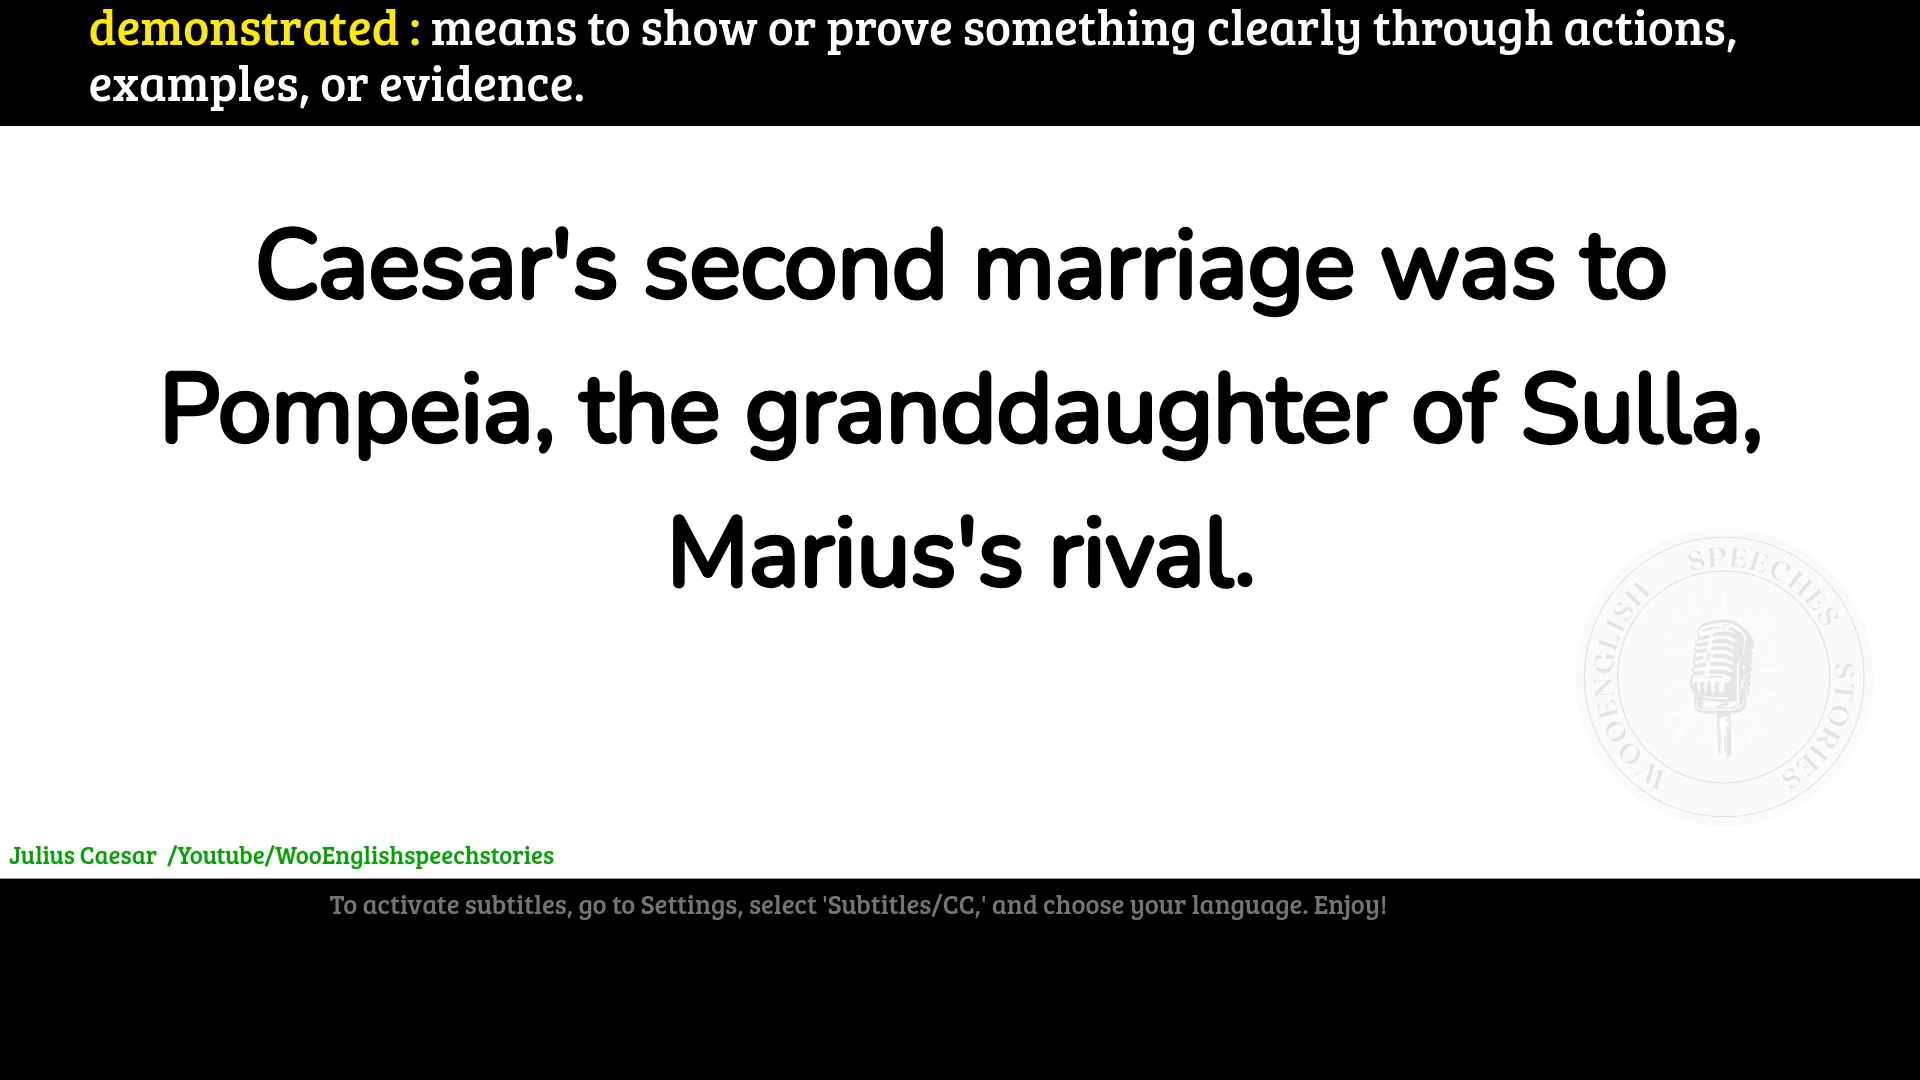 demonstrated : means to show or prove something clearly through actions,
examples, or evidence.
Caesar's second marriage was to
Pompeia, the granddaughter of Sulla,
Marius's rival.
WOOENGLISH SPEECHES STORIES
Julius Caesar /Youtube/WooEnglishspeechstories
To activate subtitles, go to Settings, select 'Subtitles/CC,' and choose your language. Enjoy!